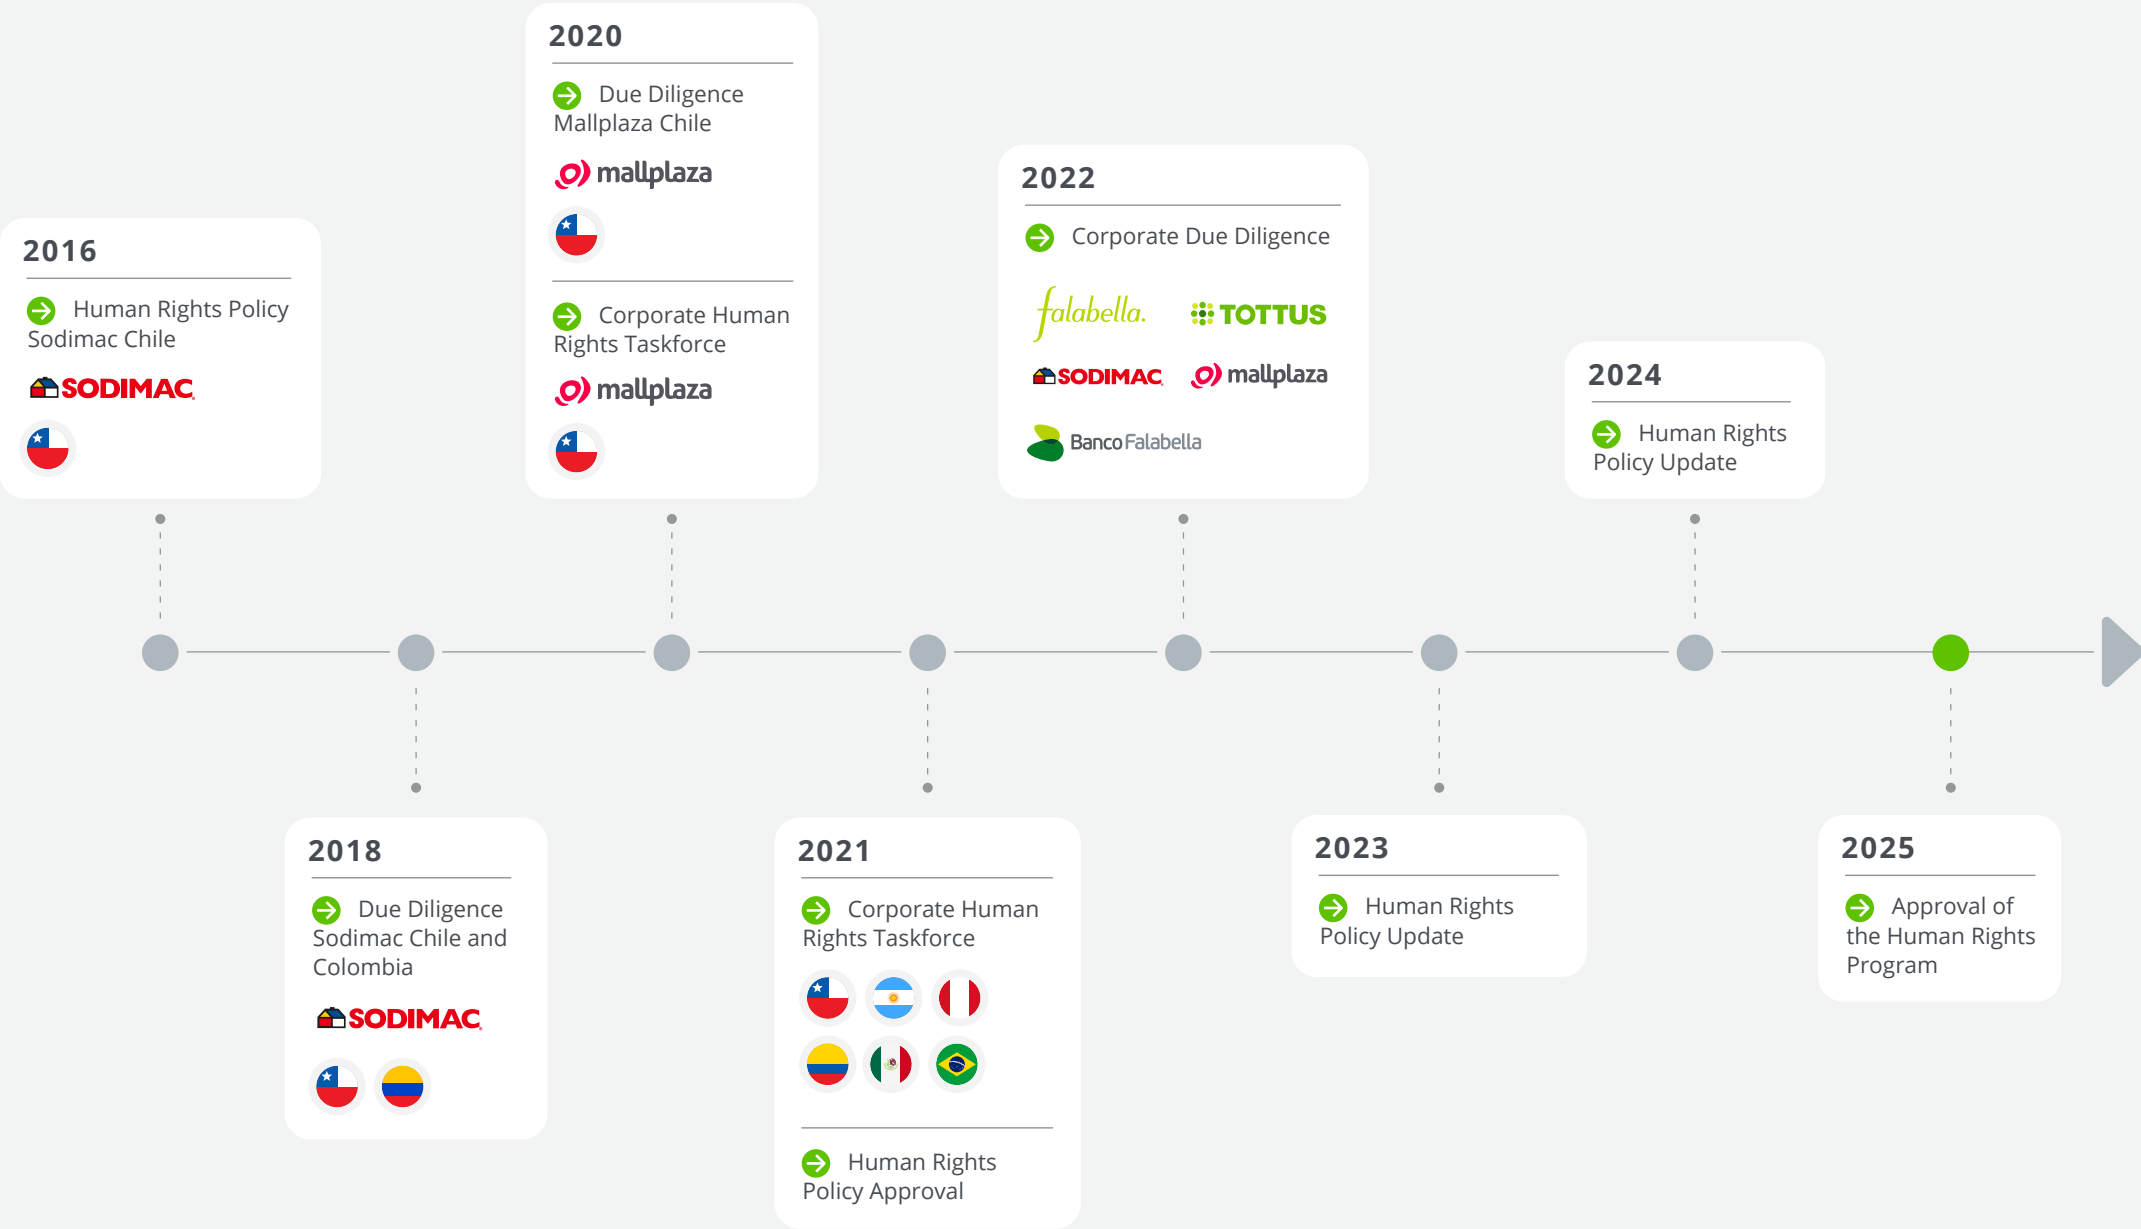 2016
Human Rights Policy
Sodimac Chile
SODIMAC
2018
Due Diligence
Sodimac Chile and
Colombia
SODIMAC
2020
Due Diligence
Mallplaza Chile
mallplaza
Corporate Human
Rights Taskforce
mallplaza
2021
Corporate Human
Rights Taskforce
Human Rights
Policy Approval
2022
Corporate Due Diligence
falabella.
TOTTUS
SODIMAC
mallplaza
Banco Falabella
2023
Human Rights
Policy Update
2024
Human Rights
Policy Update
2025
Approval of
the Human Rights
Program